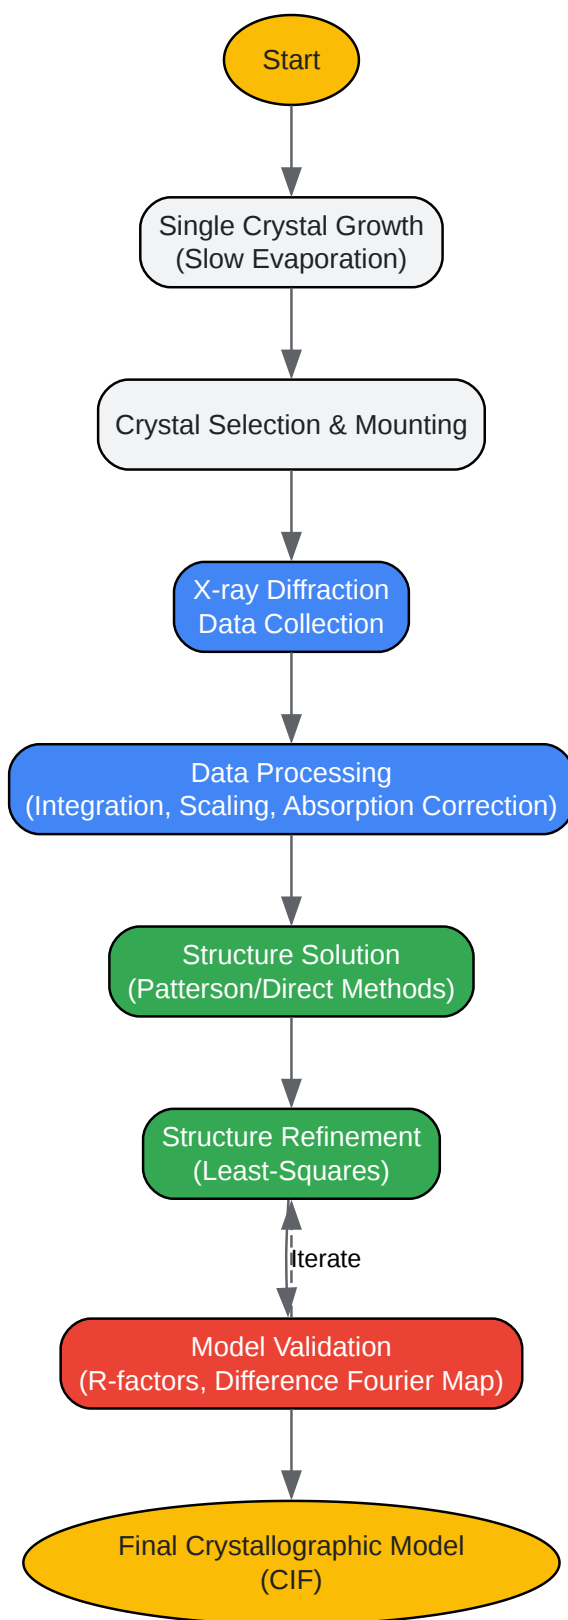 Start
Single Crystal Growth
(Slow Evaporation)
Crystal Selection & Mounting
X-ray Diffraction
Data Collection
Data Processing
(Integration, Scaling, Absorption Correction)
Structure Solution
(Patterson/Direct Methods)
Structure Refinement
(Least-Squares)
Iterate
Model Validation
(R-factors, Difference Fourier Map)
Final Crystallographic Model
(CIF)